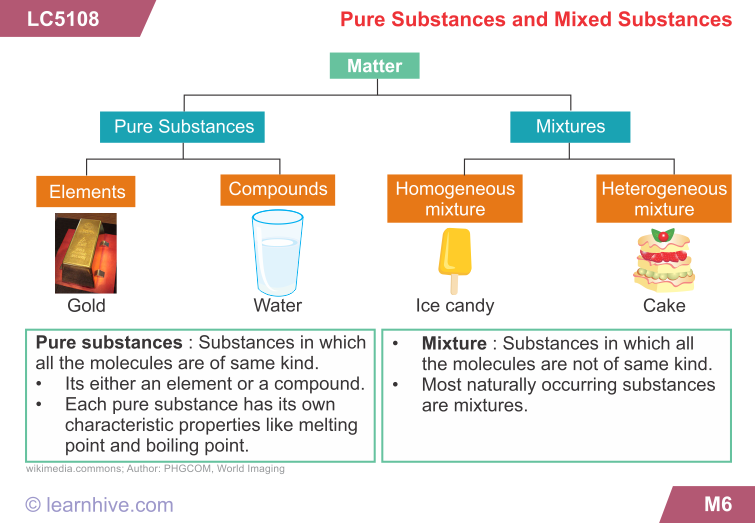 LC5108
Pure Substances and Mixed Substances
Matter
Pure Substances
Mixtures
Elements
Compounds
Homogeneous
mixture
Heterogeneous
mixture
Gold
Water
Ice candy
Cake
Pure substances : Substances in which
all the molecules are of same kind.
• Its either an element or a compound.
• Each pure substance has its own
characteristic properties like melting
point and boiling point.
• Mixture : Substances in which all
the molecules are not of same kind.
• Most naturally occurring substances
are mixtures.
wikimedia.commons; Author: PHGCOM, World Imaging
© learnhive.com
M6